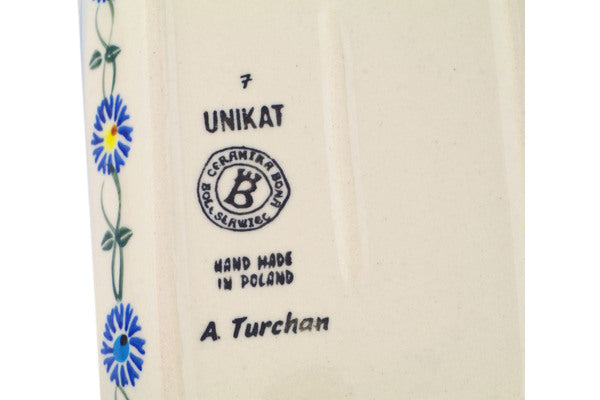 7
UNIKAT
CERAMIKA BONA
B
BOLESŁAWIEC
HAND MADE
IN POLAND
A. Turchan